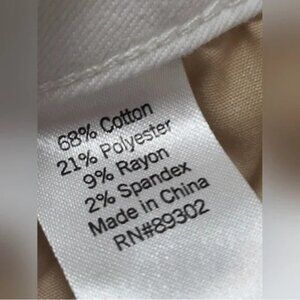 68% Cotton
21% Polyester
9% Rayon
2% Spandex
Made in China
RN#89302